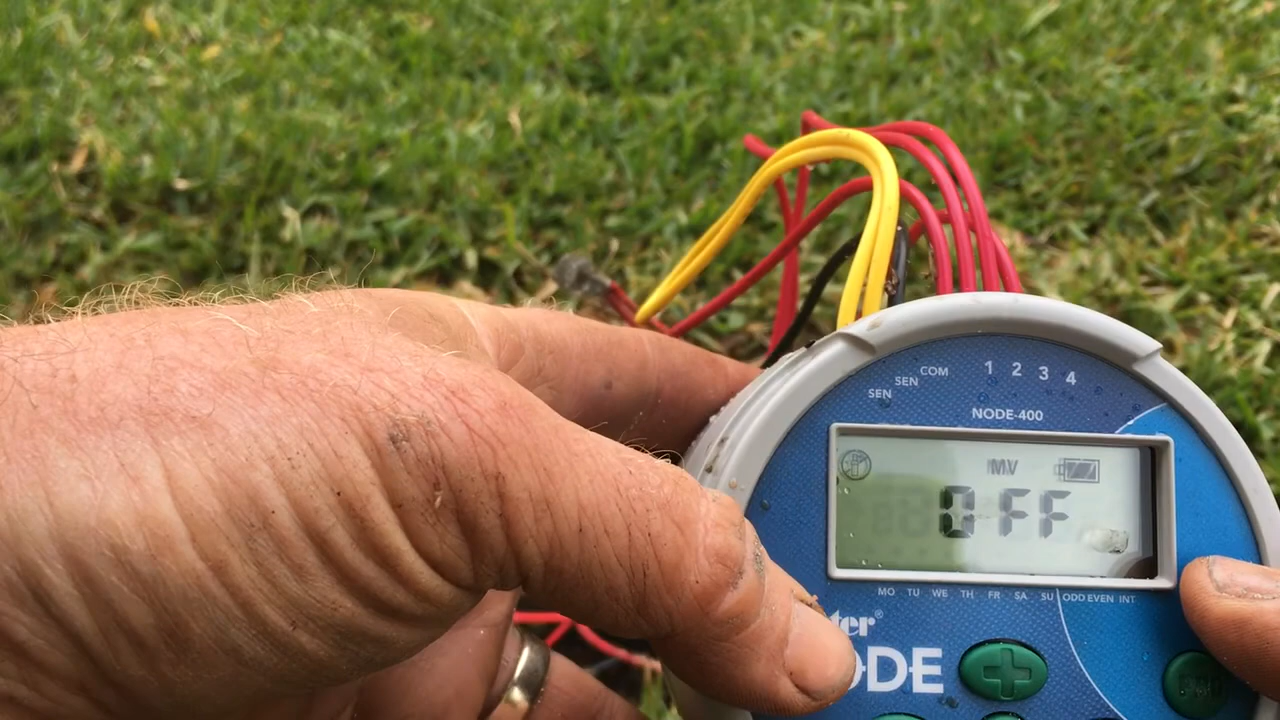 SEN SEN COM 1 2 3 4
NODE-400
MV
OFF
MO TU WE TH FR SA SU ODD EVEN INT
ter®
ODE